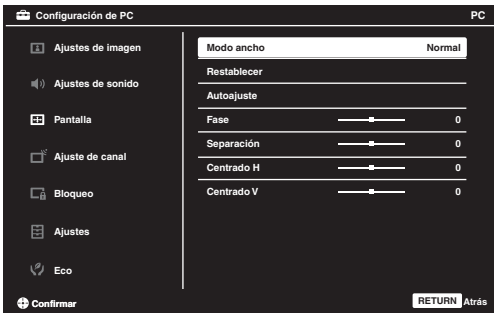 Configuración de PC PC
Ajustes de imagen
Ajustes de sonido
Pantalla
Ajuste de canal
Bloqueo
Ajustes
Eco
Modo ancho Normal
Restablecer
Autoajuste
Fase 0
Separación 0
Centrado H 0
Centrado V 0
Confirmar RETURN Atrás